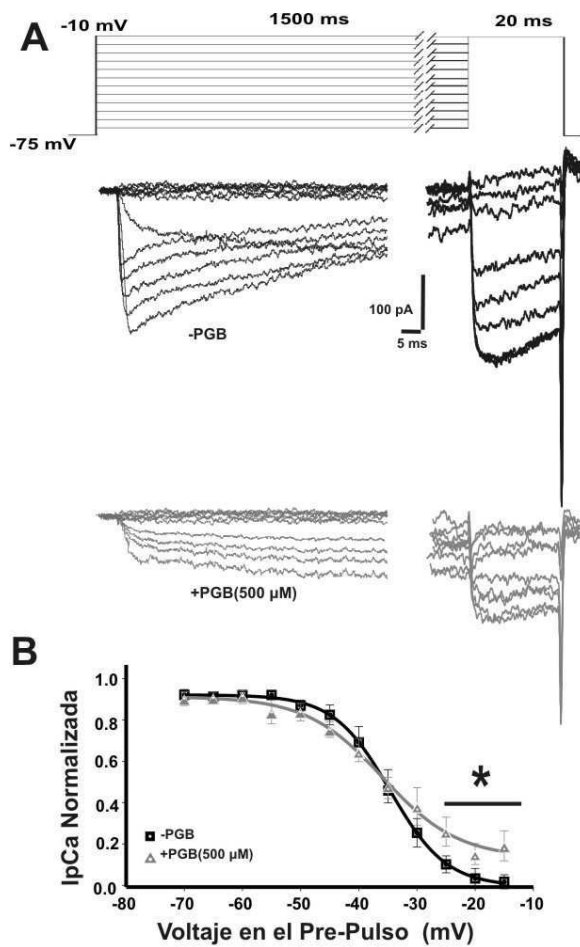 A
-10 mV
1500 ms
20 ms
-75 mV
-PGB
100 pA
5 ms
+PGB(500 µM)
B
IpCa Normalizada
1.0
0.8
0.6
0.4
0.2
0.0
*
-PGB
+PGB(500 µM)
-80
-70
-60
-50
-40
-30
-20
-10
Voltaje en el Pre-Pulso (mV)